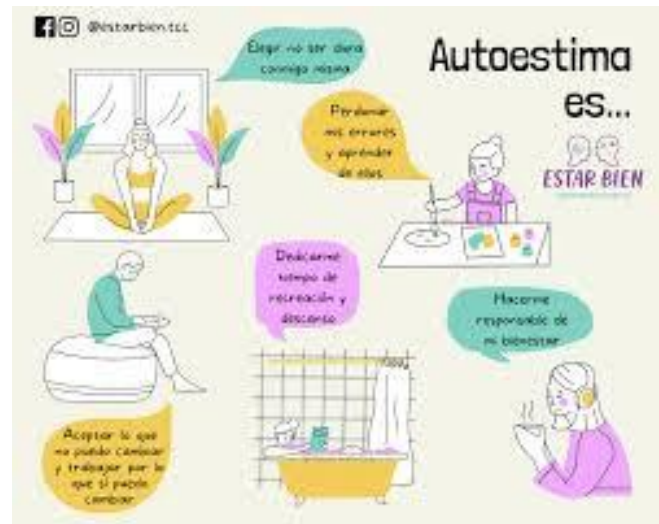 @estarbien.tcc
Autoestima
es...
ESTAR BIEN
Elegir no ser dura
conmigo misma
Perdonar
mis errores
y aprender
de ellos
Dedicarme
tiempo de
recreación y
descanso
Hacerme
responsable de
mi bienestar
Aceptar lo que
no puedo cambiar
y trabajar por lo
que sí puedo
cambiar